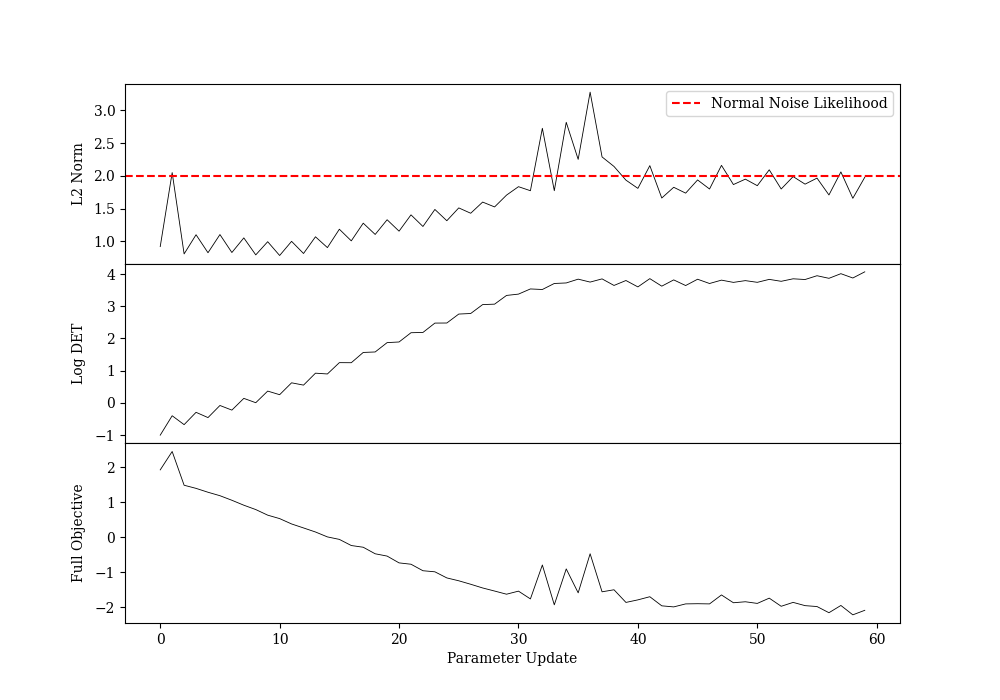 Normal Noise Likelihood
L2 Norm
3.0
2.5
2.0
1.5
1.0
Log DET
4
3
2
1
0
−1
Full Objective
2
1
0
−1
−2
0 10 20 30 40 50 60
Parameter Update